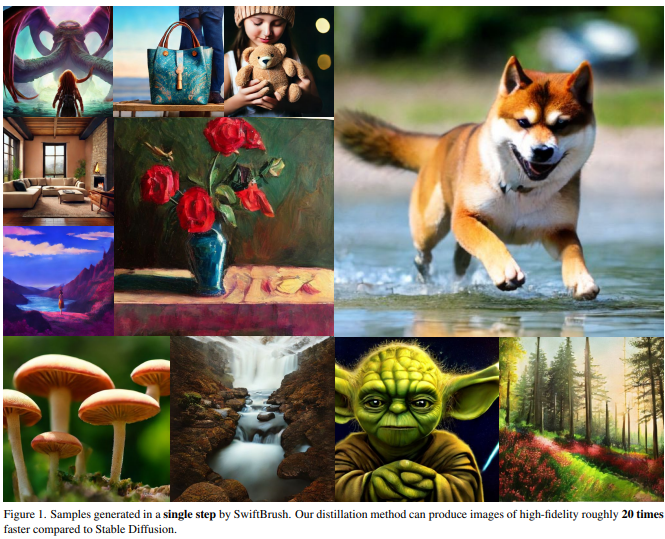 Figure 1. Samples generated in a single step by SwiftBrush. Our distillation method can produce images of high-fidelity roughly 20 times
faster compared to Stable Diffusion.